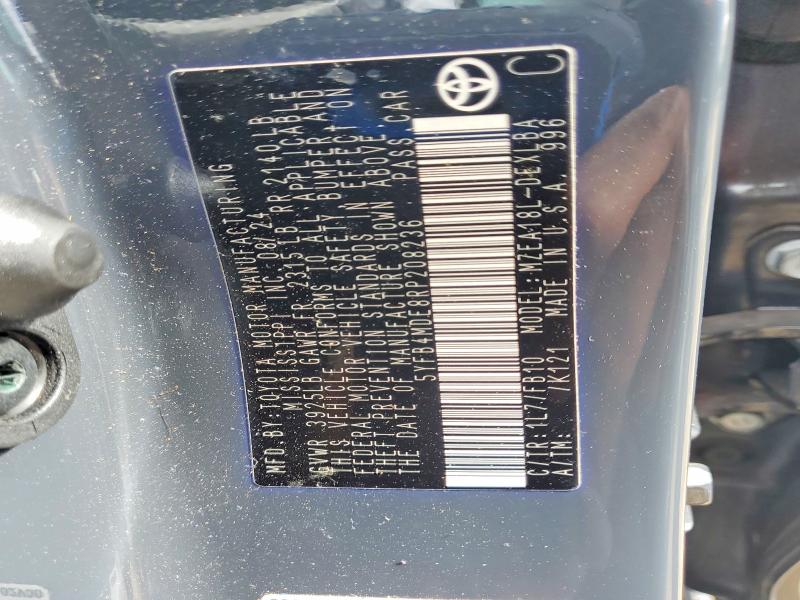 MFD.BY: TOYOTA MOTOR MANUFACTURING
MISSISSIPPI, INC. 08/24
GVWR 3925LB GAWR FR 2315LB RR 2140LB
THIS VEHICLE CONFORMS TO ALL APPLICABLE
FEDERAL MOTOR VEHICLE SAFETY, BUMPER AND
THEFT PREVENTION STANDARDS IN EFFECT ON
THE DATE OF MANUFACTURE SHOWN ABOVE.
5YFB4MDE8RP208236 PASS.CAR
C/TR: 1L7/FB10 MODEL: MZEA18L-DEXLBA
A/TM: /K121 MADE IN U.S.A. 996
C